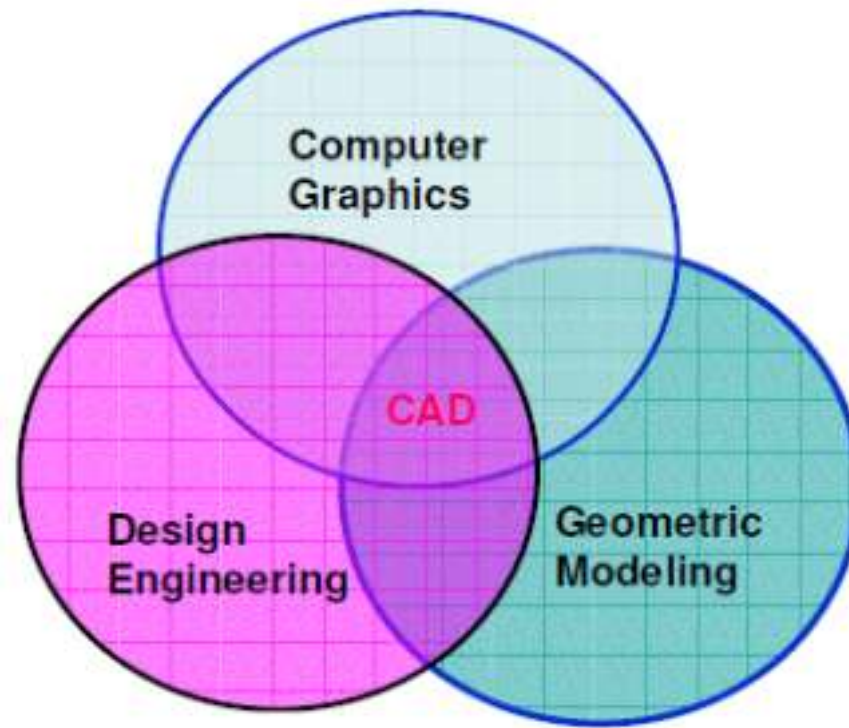 Computer
Graphics
CAD
Design
Engineering
Geometric
Modeling